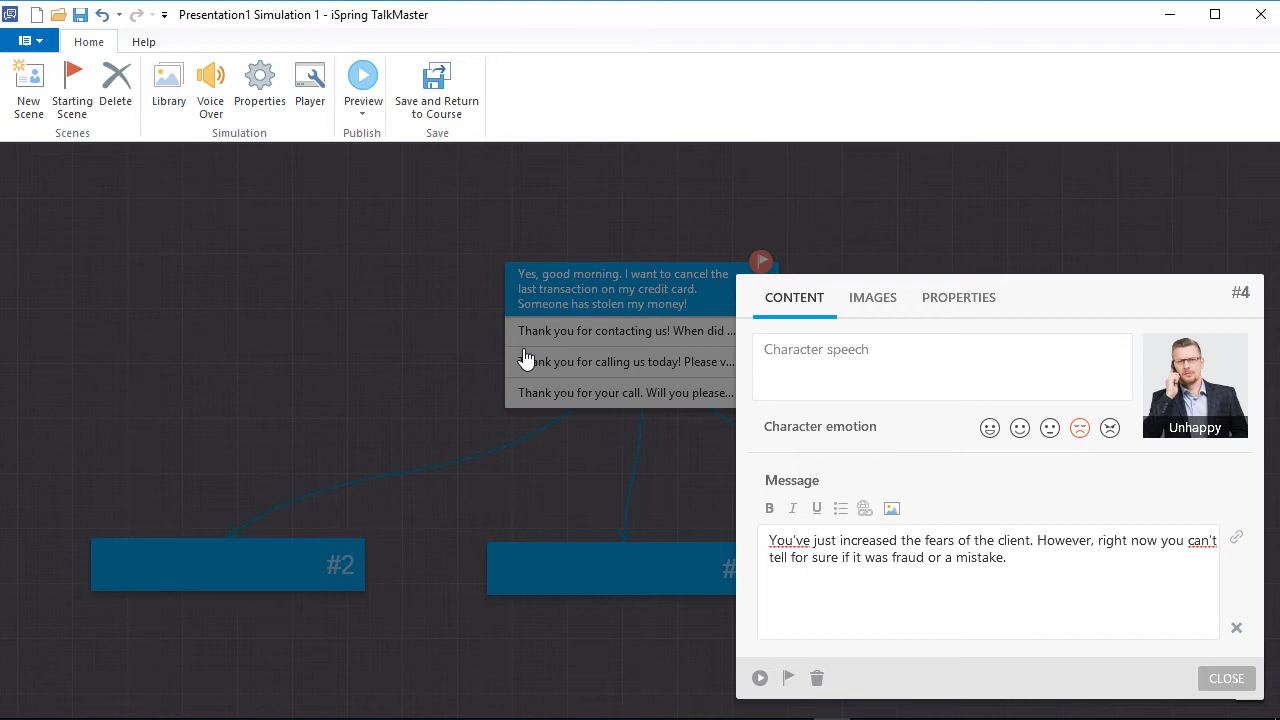 Presentation1 Simulation 1 - iSpring TalkMaster
Home Help
New Scene
Starting Scene
Delete
Library
Voice Over
Properties
Player
Preview
Save and Return to Course
Scenes
Simulation
Publish
Save
Yes, good morning. I want to cancel the
last transaction on my credit card.
Someone has stolen my money!
Thank you for contacting us! When did ...
Thank you for calling us today! Please v...
Thank you for your call. Will you please...
#2
#
CONTENT IMAGES PROPERTIES #4
Character speech
Unhappy
Character emotion
Message
B I U
You've just increased the fears of the client. However, right now you can't
tell for sure if it was fraud or a mistake.
CLOSE